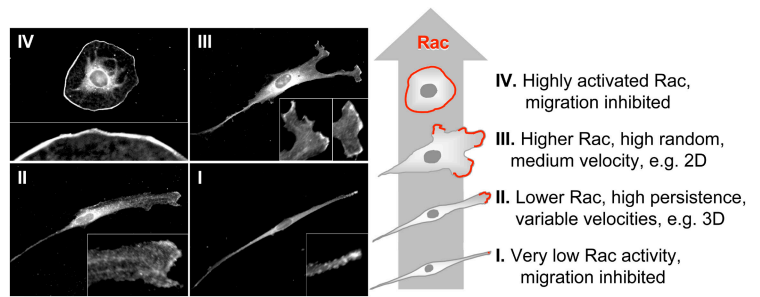 IV
III
II
I
Rac
IV. Highly activated Rac,
migration inhibited
III. Higher Rac, high random,
medium velocity, e.g. 2D
II. Lower Rac, high persistence,
variable velocities, e.g. 3D
I. Very low Rac activity,
migration inhibited